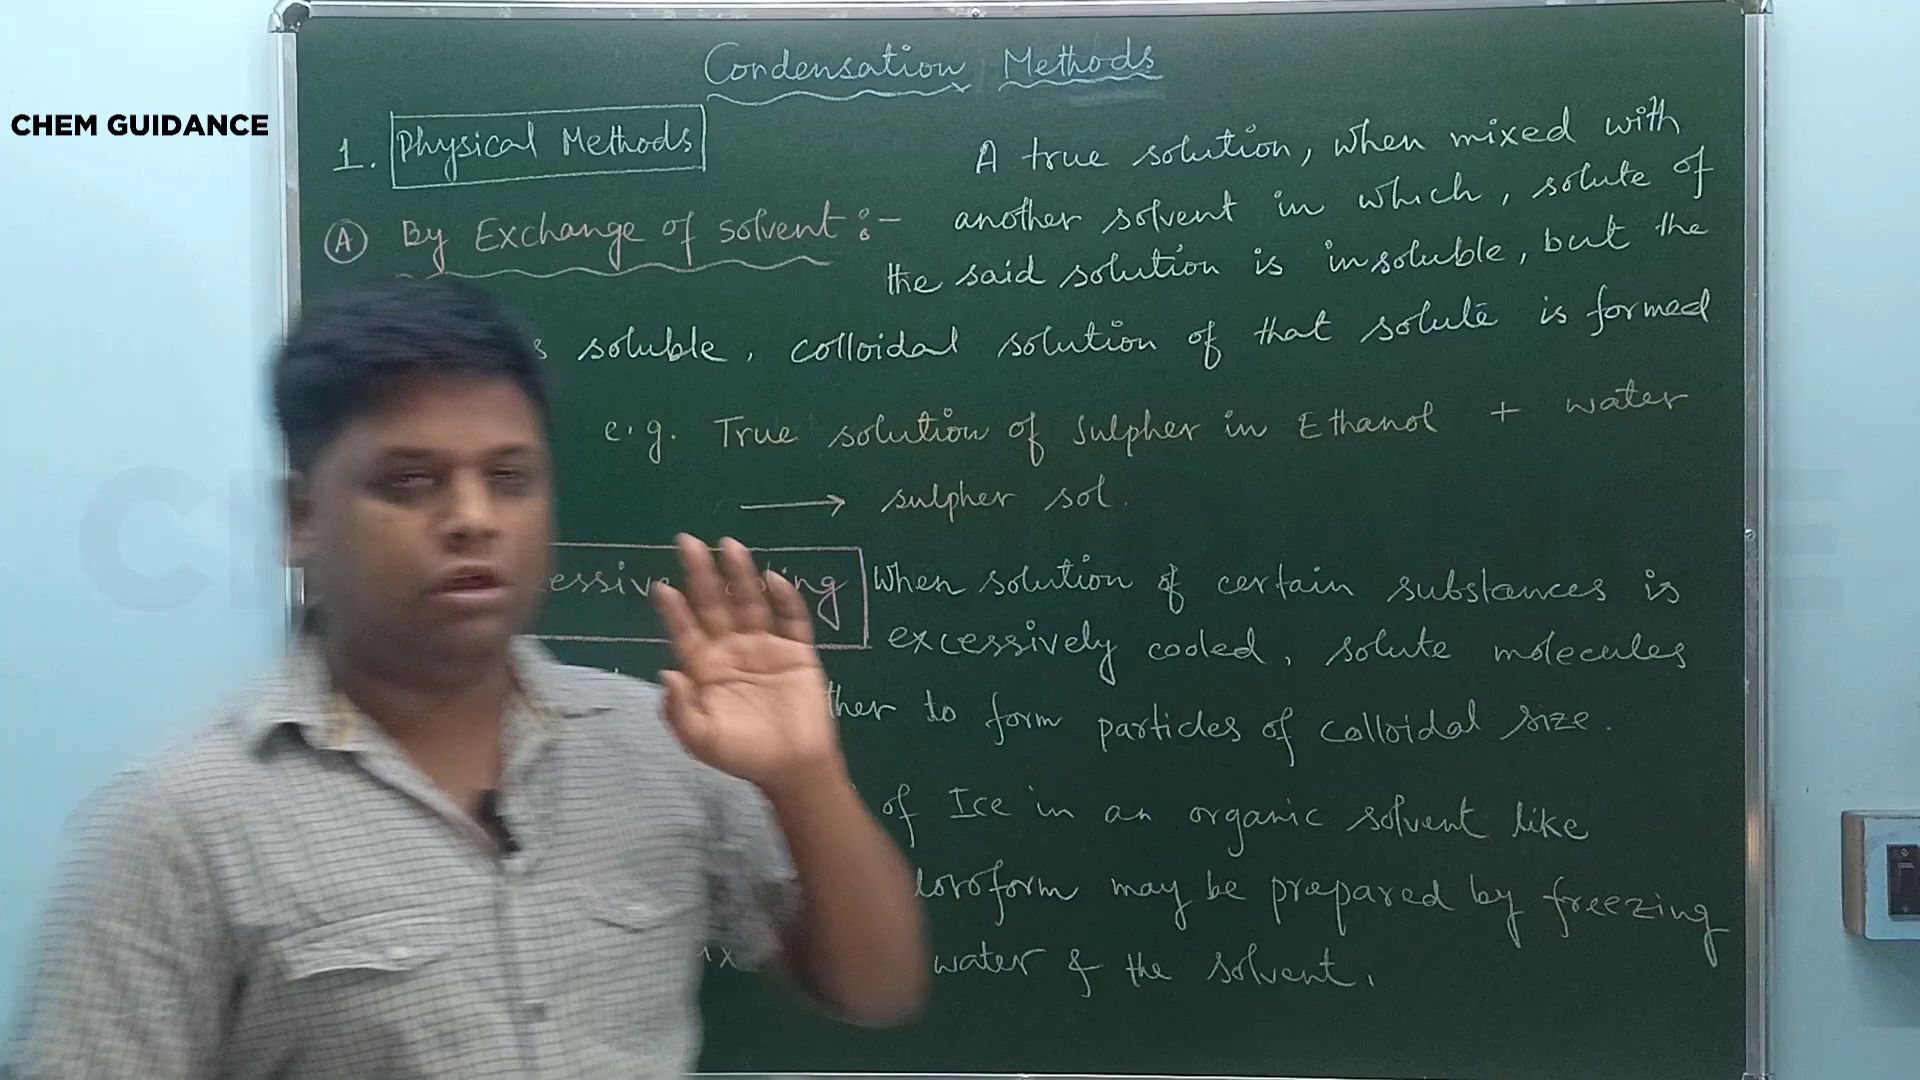 CHEM GUIDANCE
Condensation Methods
1. Physical Methods
A true solution, when mixed with
A By Exchange of solvent :-
another solvent in which, solute of
the said solution is insoluble, but the
soluble, colloidal solution of that solute is formed
e.g. True solution of Sulpher in Ethanol + water
→ sulpher sol.
When solution of certain substances is
excessively cooled, solute molecules
to form particles of colloidal size.
of Ice in an organic solvent like
may be prepared by freezing
water & the solvent.